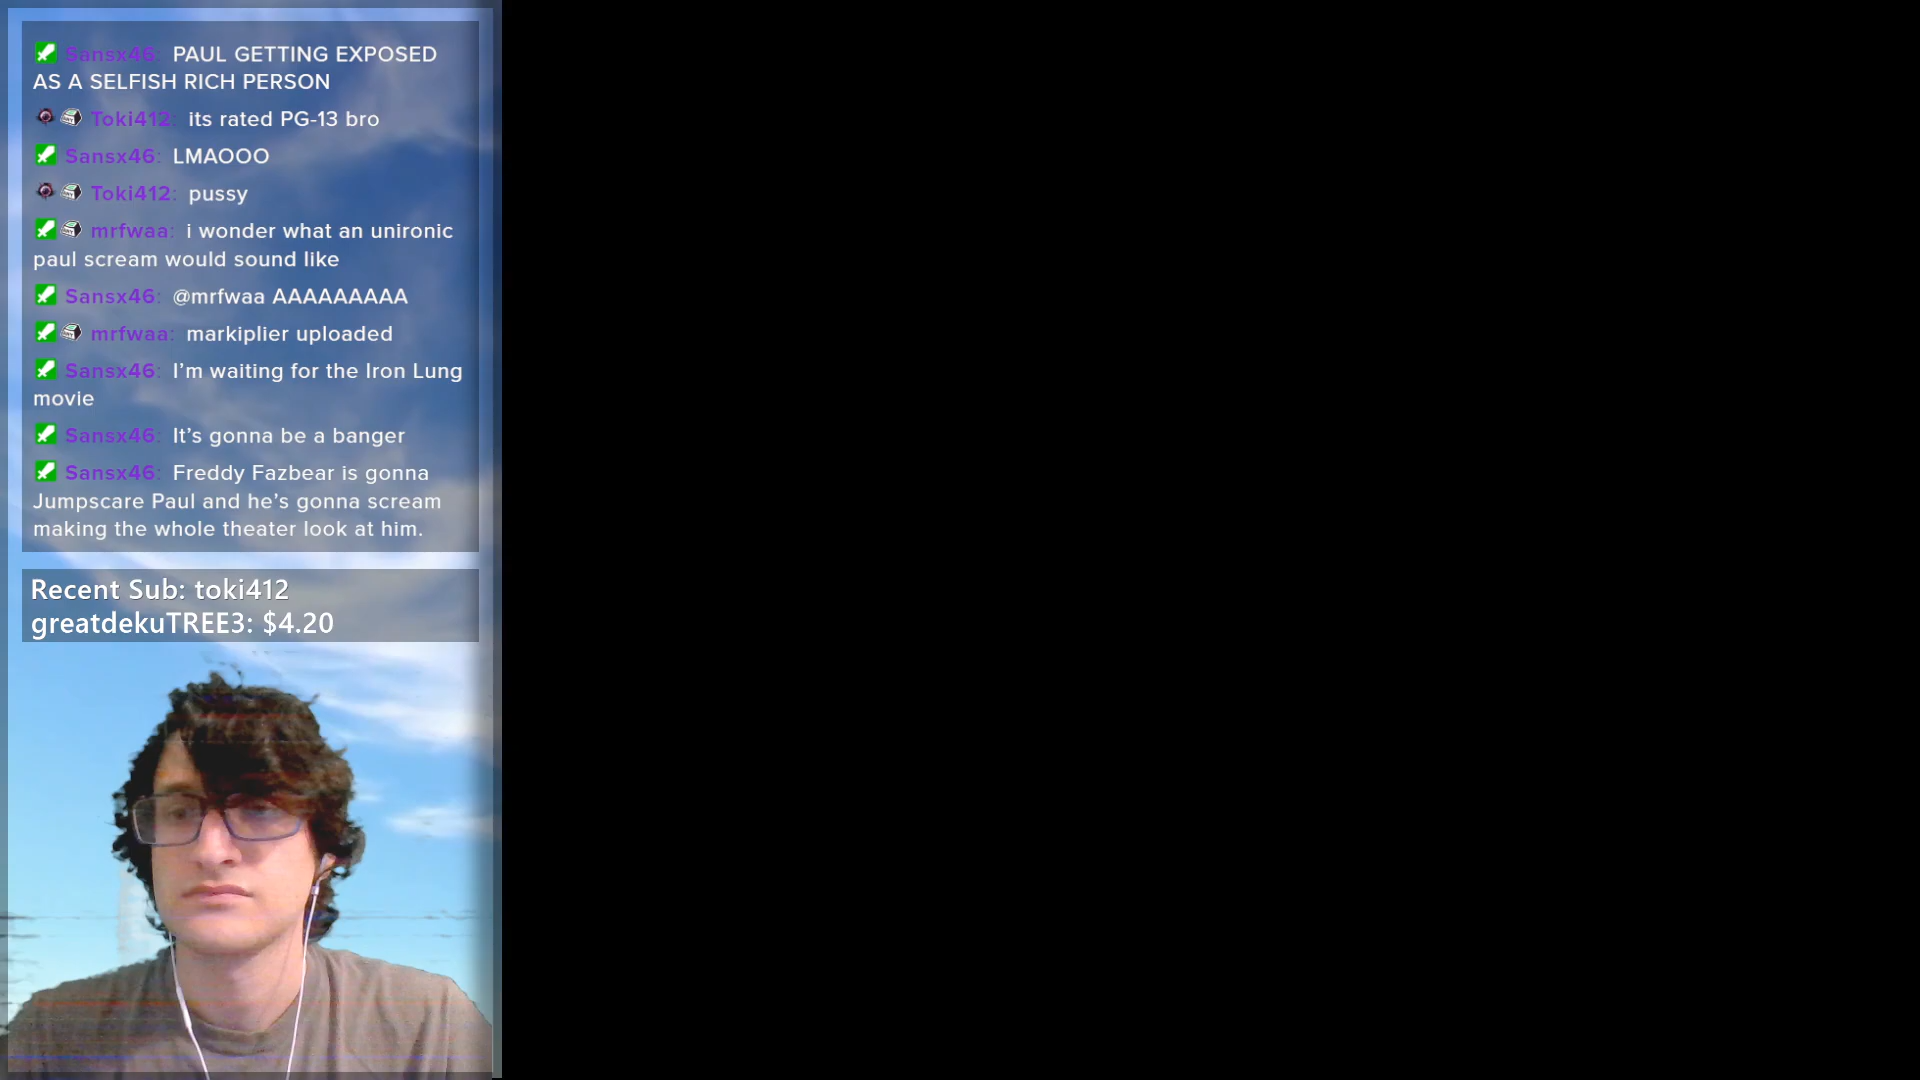 Sansx46: PAUL GETTING EXPOSED
AS A SELFISH RICH PERSON
Toki412: its rated PG-13 bro
Sansx46: LMAOOO
Toki412: pussy
mrfwaa: i wonder what an unironic
paul scream would sound like
Sansx46: @mrfwaa AAAAAAAAA
mrfwaa: markiplier uploaded
Sansx46: I’m waiting for the Iron Lung
movie
Sansx46: It’s gonna be a banger
Sansx46: Freddy Fazbear is gonna
Jumpscare Paul and he’s gonna scream
making the whole theater look at him.
Recent Sub: toki412
greatdekuTREE3: $4.20